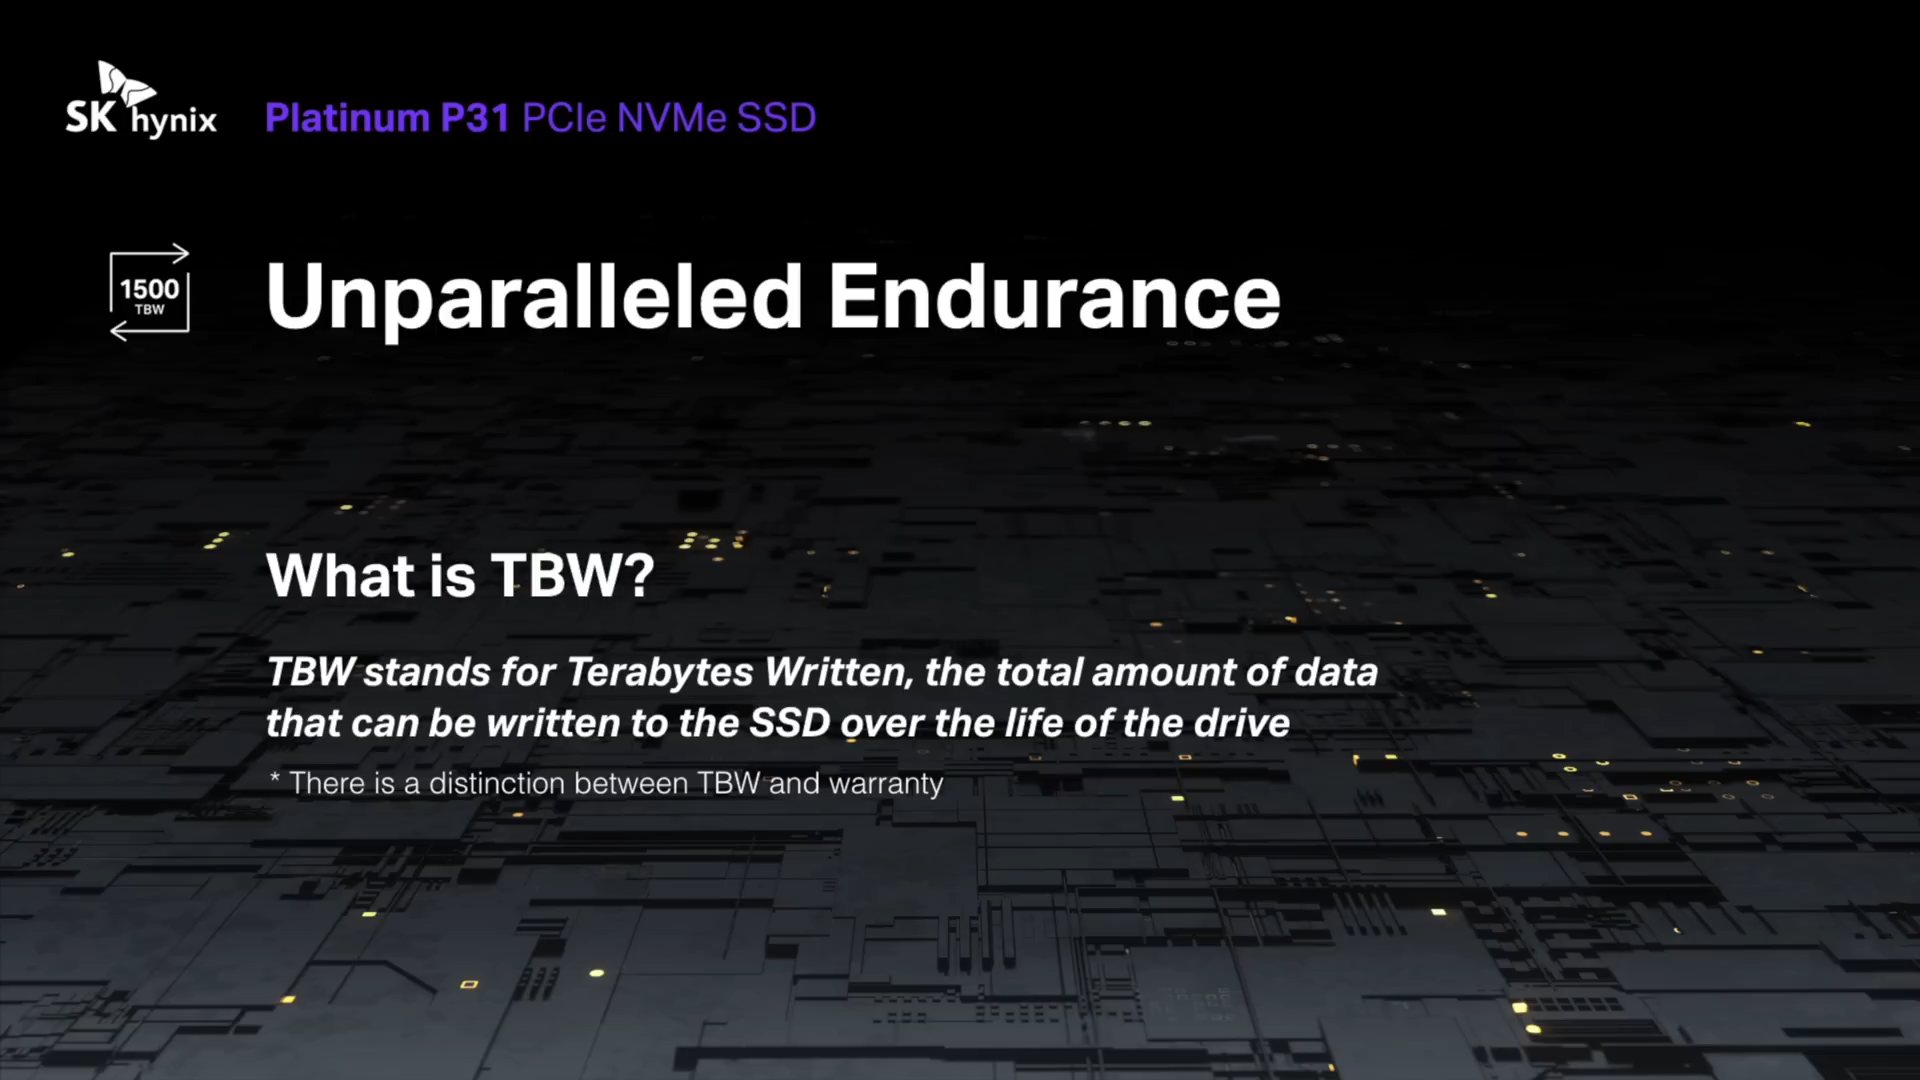 SK hynix
Platinum P31 PCIe NVMe SSD
1500
TBW
Unparalleled Endurance
What is TBW?
TBW stands for Terabytes Written, the total amount of data
that can be written to the SSD over the life of the drive
* There is a distinction between TBW and warranty